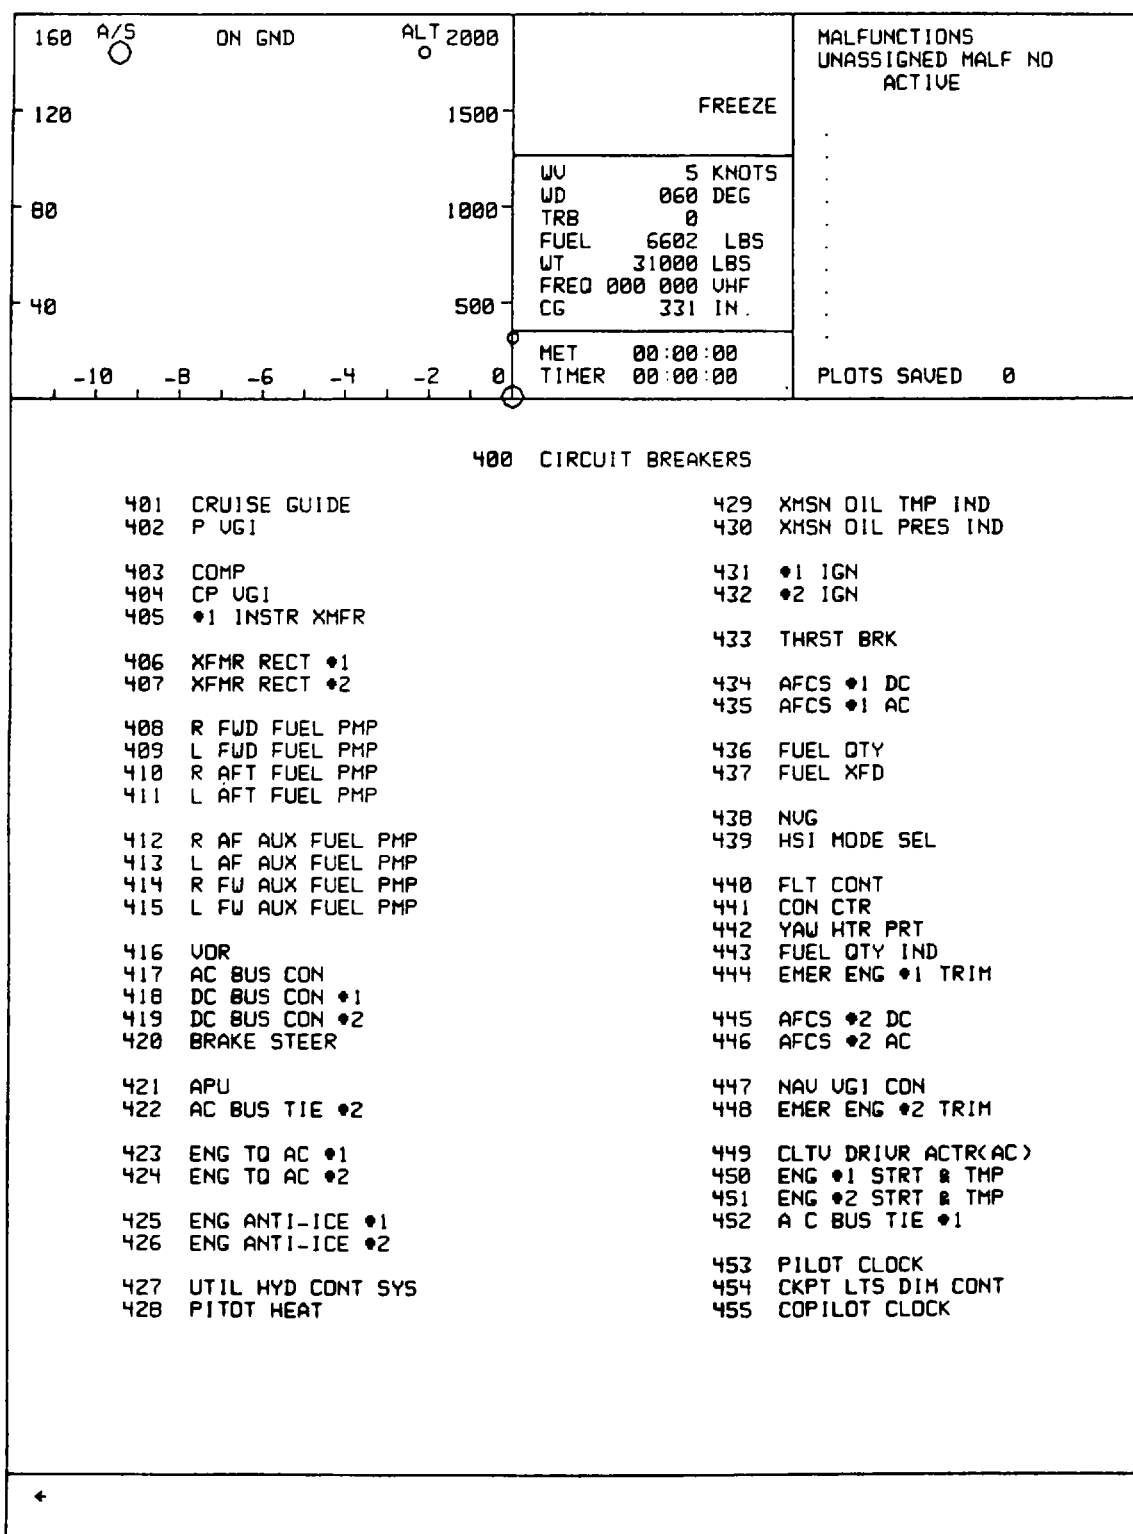 160 A/S ON GND ALT 2000
120 1500
80 1000
40 500
-10 -8 -6 -4 -2 0
FREEZE
WV 5 KNOTS
WD 060 DEG
TRB 0
FUEL 6602 LBS
WT 31000 LBS
FREQ 000 000 VHF
CG 331 IN.
MET 00:00:00
TIMER 00:00:00
MALFUNCTIONS
UNASSIGNED MALF NO
ACTIVE
.
.
.
.
.
.
.
.
.
.
PLOTS SAVED 0
400 CIRCUIT BREAKERS
401 CRUISE GUIDE
402 P VGI
403 COMP
404 CP VGI
405 #1 INSTR XMFR
406 XFMR RECT #1
407 XFMR RECT #2
408 R FWD FUEL PMP
409 L FWD FUEL PMP
410 R AFT FUEL PMP
411 L AFT FUEL PMP
412 R AF AUX FUEL PMP
413 L AF AUX FUEL PMP
414 R FW AUX FUEL PMP
415 L FW AUX FUEL PMP
416 VOR
417 AC BUS CON
418 DC BUS CON #1
419 DC BUS CON #2
420 BRAKE STEER
421 APU
422 AC BUS TIE #2
423 ENG TQ AC #1
424 ENG TQ AC #2
425 ENG ANTI-ICE #1
426 ENG ANTI-ICE #2
427 UTIL HYD CONT SYS
428 PITOT HEAT
429 XMSN OIL TMP IND
430 XMSN OIL PRES IND
431 #1 IGN
432 #2 IGN
433 THRST BRK
434 AFCS #1 DC
435 AFCS #1 AC
436 FUEL QTY
437 FUEL XFD
438 NVG
439 HSI MODE SEL
440 FLT CONT
441 CON CTR
442 YAW HTR PRT
443 FUEL QTY IND
444 EMER ENG #1 TRIM
445 AFCS #2 DC
446 AFCS #2 AC
447 NAV VGI CON
448 EMER ENG #2 TRIM
449 CLTV DRIVR ACTR(AC)
450 ENG #1 STRT & TMP
451 ENG #2 STRT & TMP
452 A C BUS TIE #1
453 PILOT CLOCK
454 CKPT LTS DIM CONT
455 COPILOT CLOCK
←